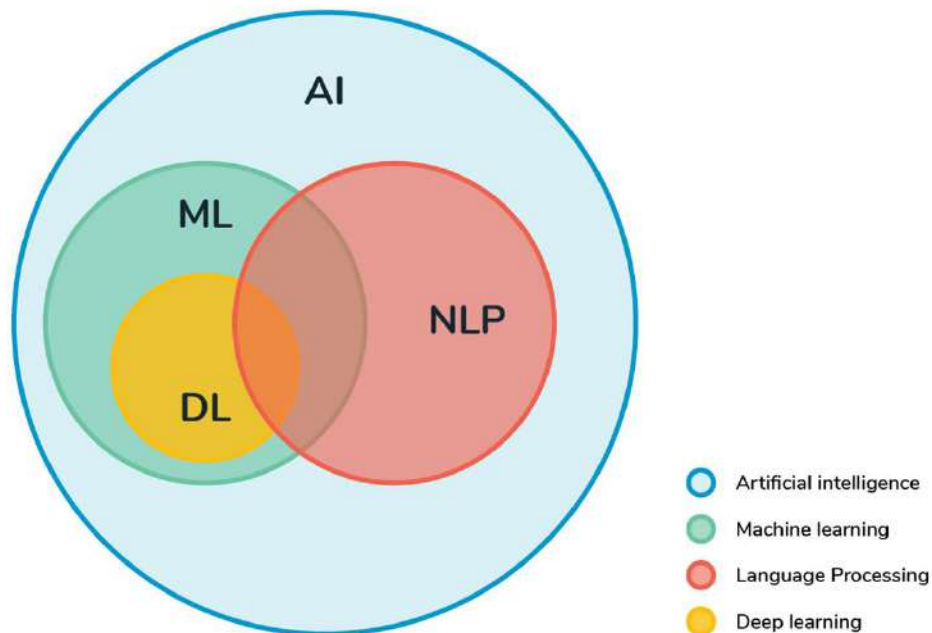 AI
ML
NLP
DL
Artificial intelligence
Machine learning
Language Processing
Deep learning